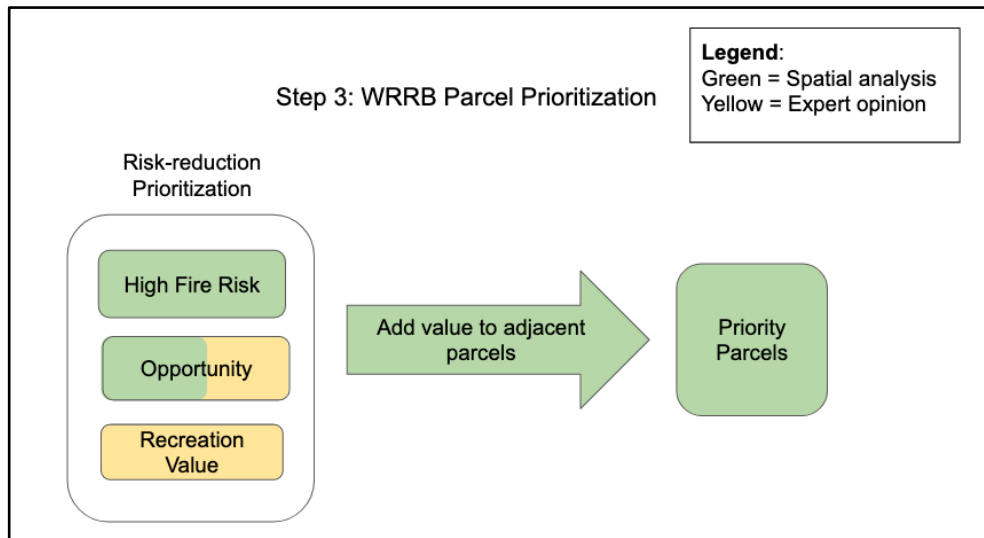 Legend:
Green = Spatial analysis
Yellow = Expert opinion
Step 3: WRRB Parcel Prioritization
Risk-reduction
Prioritization
High Fire Risk
Opportunity
Recreation
Value
Add value to adjacent
parcels
Priority
Parcels